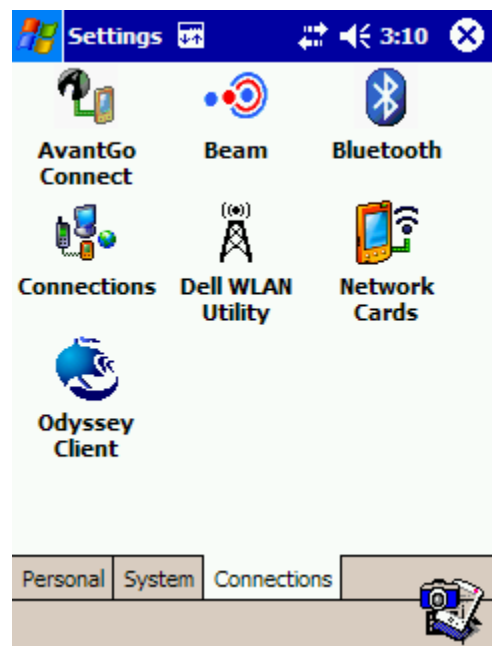 Settings 3:10
AvantGo Connect
Beam
Bluetooth
Connections
Dell WLAN Utility
Network Cards
Odyssey Client
Personal System Connections